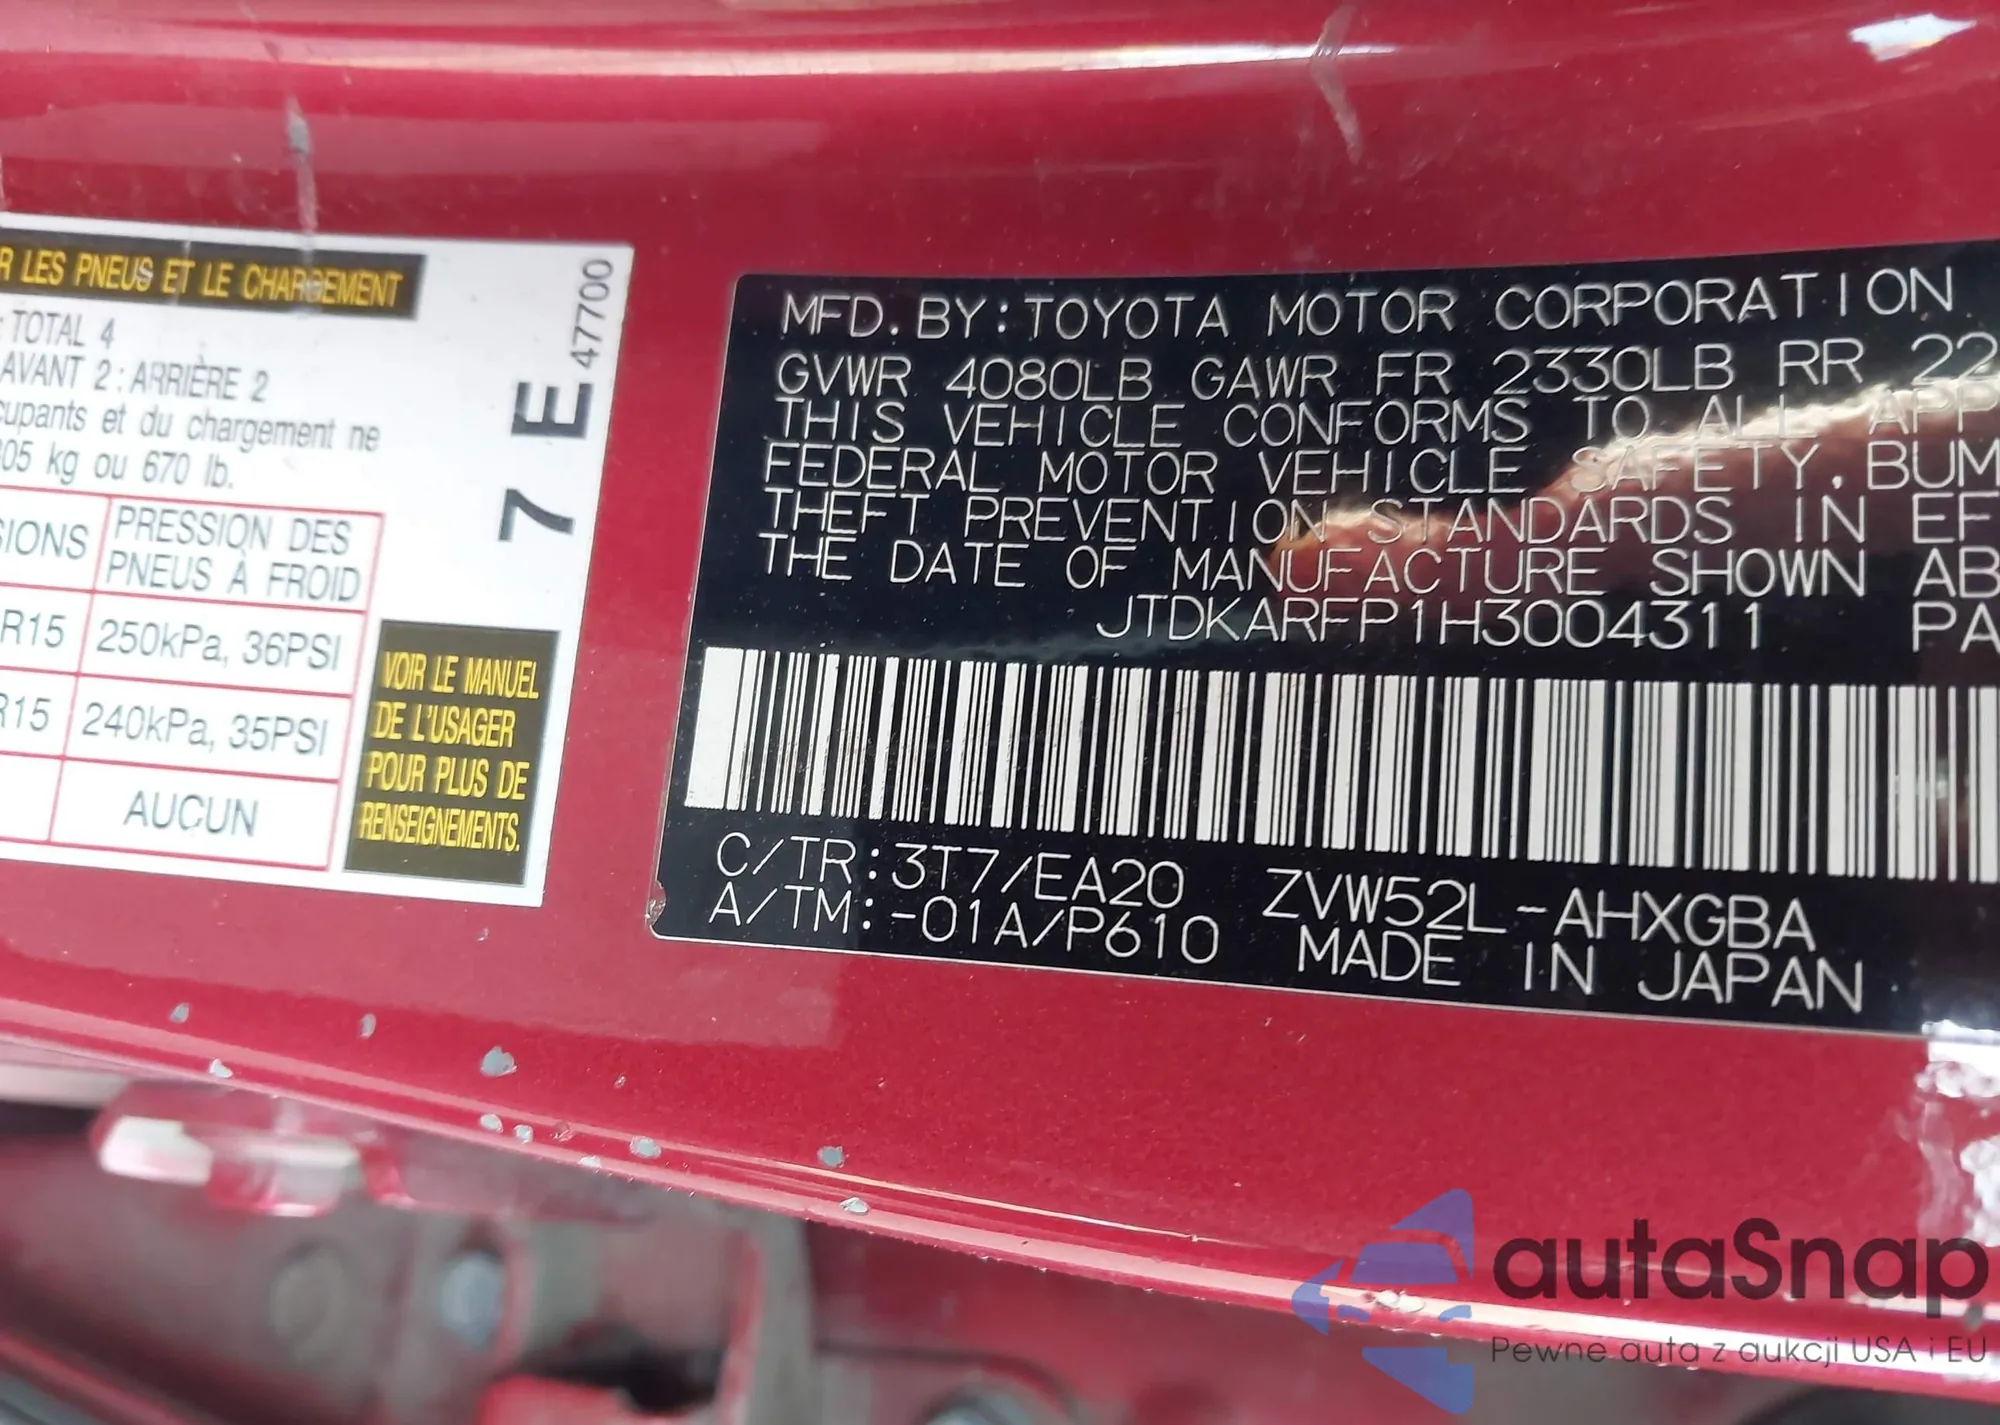 R LES PNEUS ET LE CHARGEMENT
: TOTAL 4
AVANT 2 : ARRIÈRE 2
cupants et du chargement ne
305 kg ou 670 lb.
SIONS PRESSION DES
PNEUS À FROID
R15 250kPa, 36PSI
R15 240kPa, 35PSI
AUCUN
7 E 47700
VOIR LE MANUEL
DE L'USAGER
POUR PLUS DE
RENSEIGNEMENTS.
MFD. BY: TOYOTA MOTOR CORPORATION
GVWR 4080LB GAWR FR 2330LB RR 22
THIS VEHICLE CONFORMS TO ALL APP
FEDERAL MOTOR VEHICLE SAFETY, BUM
THEFT PREVENTION STANDARDS IN EF
THE DATE OF MANUFACTURE SHOWN AB
JTDKARFP1H3004311 PA
C/TR: 3T7/EA20 ZVW52L-AHXGBA
A/TM: -01A/P610 MADE IN JAPAN
autaSnap
Pewne auta z aukcji USA i EU